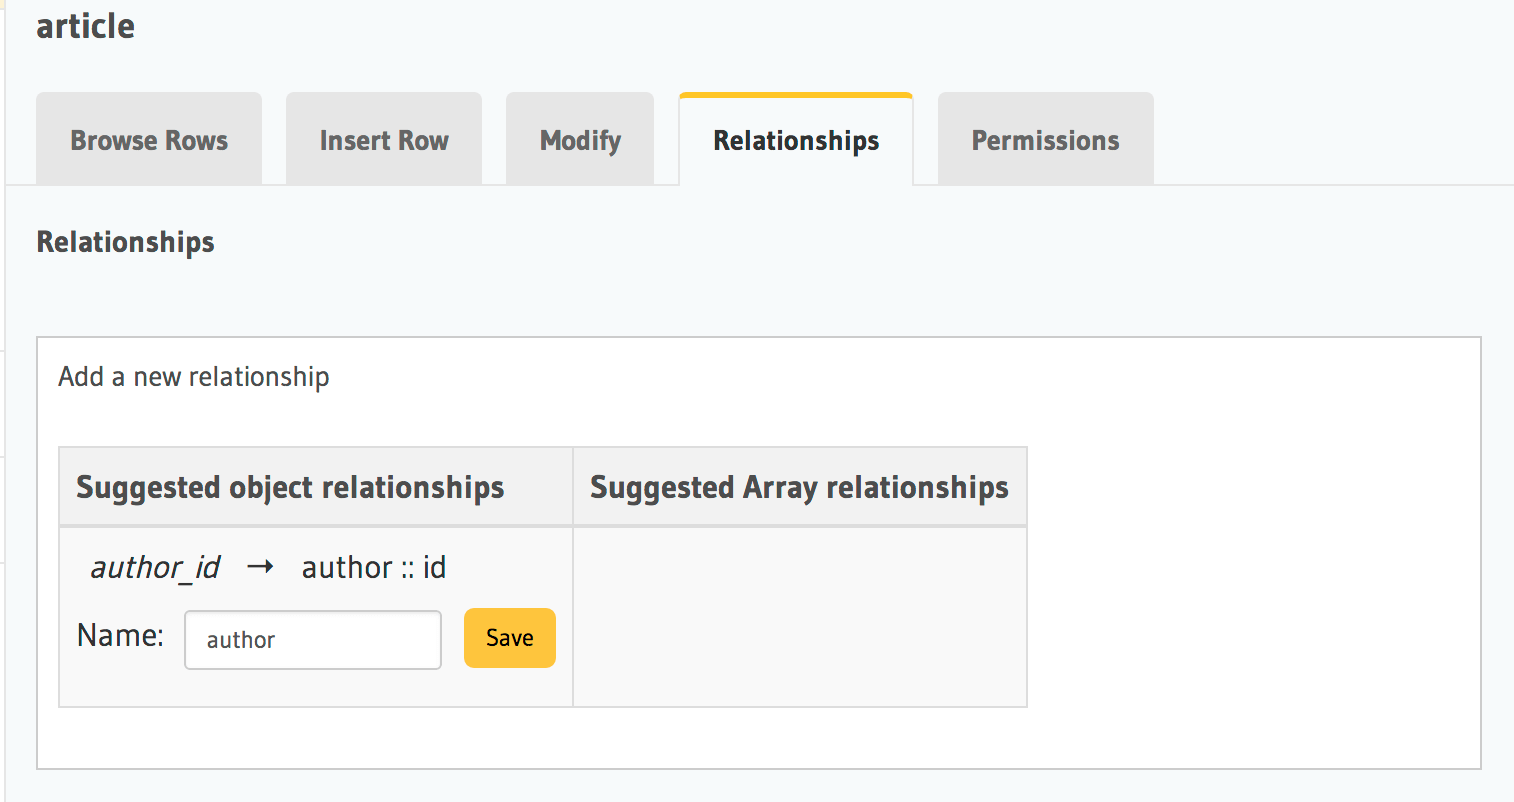 article
Browse Rows Insert Row Modify Relationships Permissions
Relationships
Add a new relationship
Suggested object relationships Suggested Array relationships
author_id → author :: id
Name: author Save